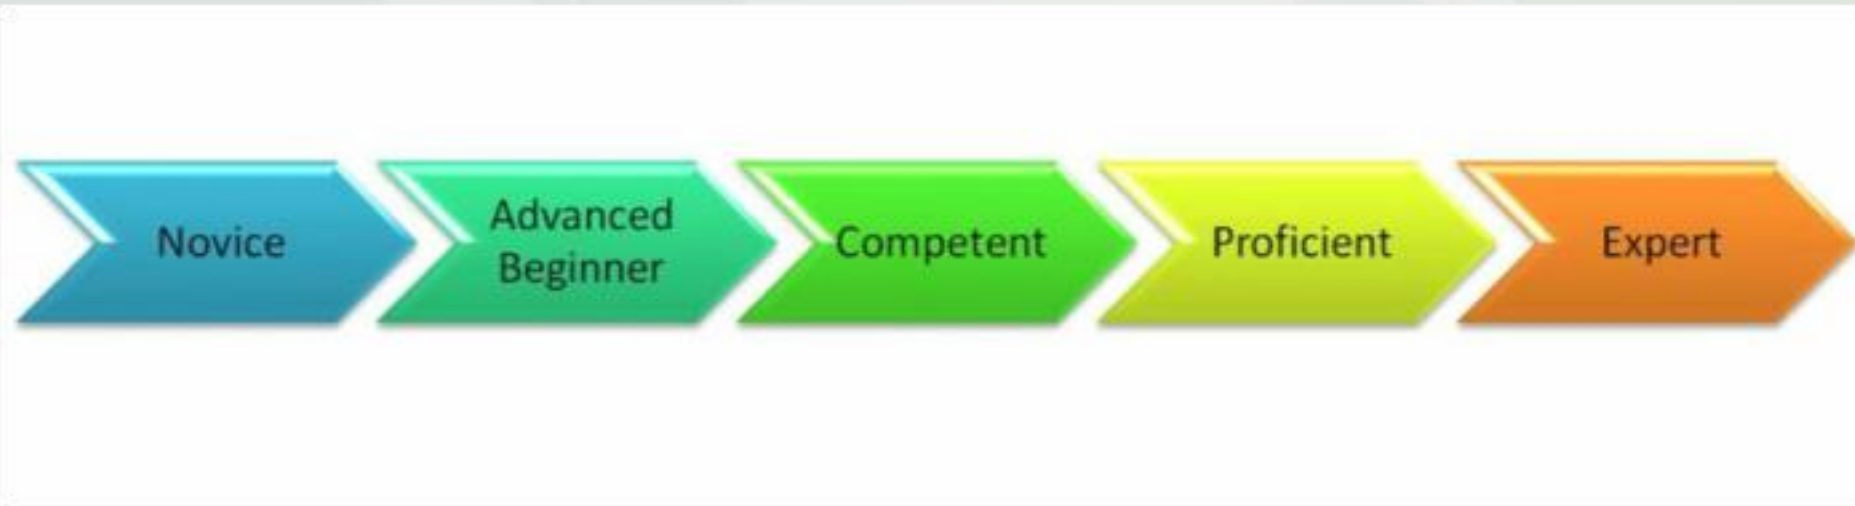 Novice
Advanced
Beginner
Competent
Proficient
Expert